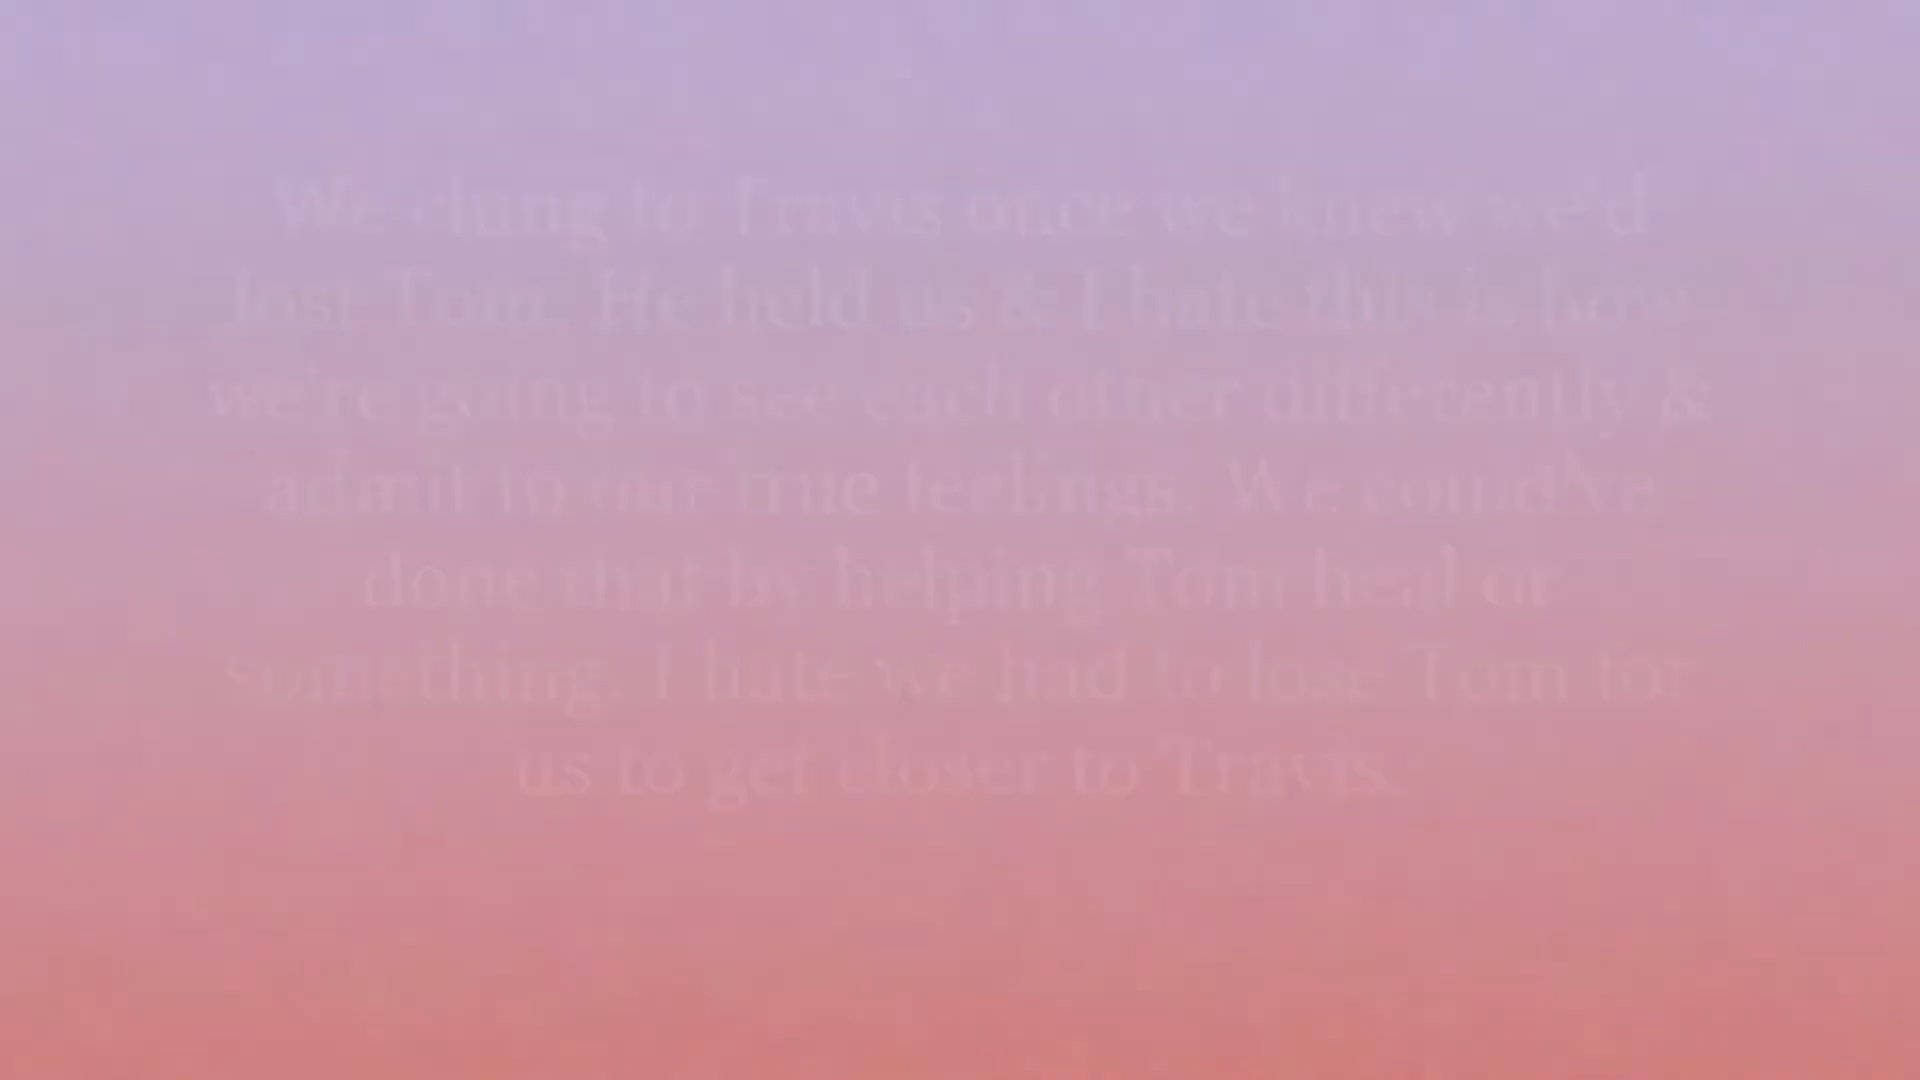 We clung to Travis once we knew we'd
lost Tom. He held us & I hate this is how
we're going to see each other differently &
admit to our true feelings. We could've
done that by helping Tom heal or
something. I hate we had to lose Tom for
us to get closer to Travis.